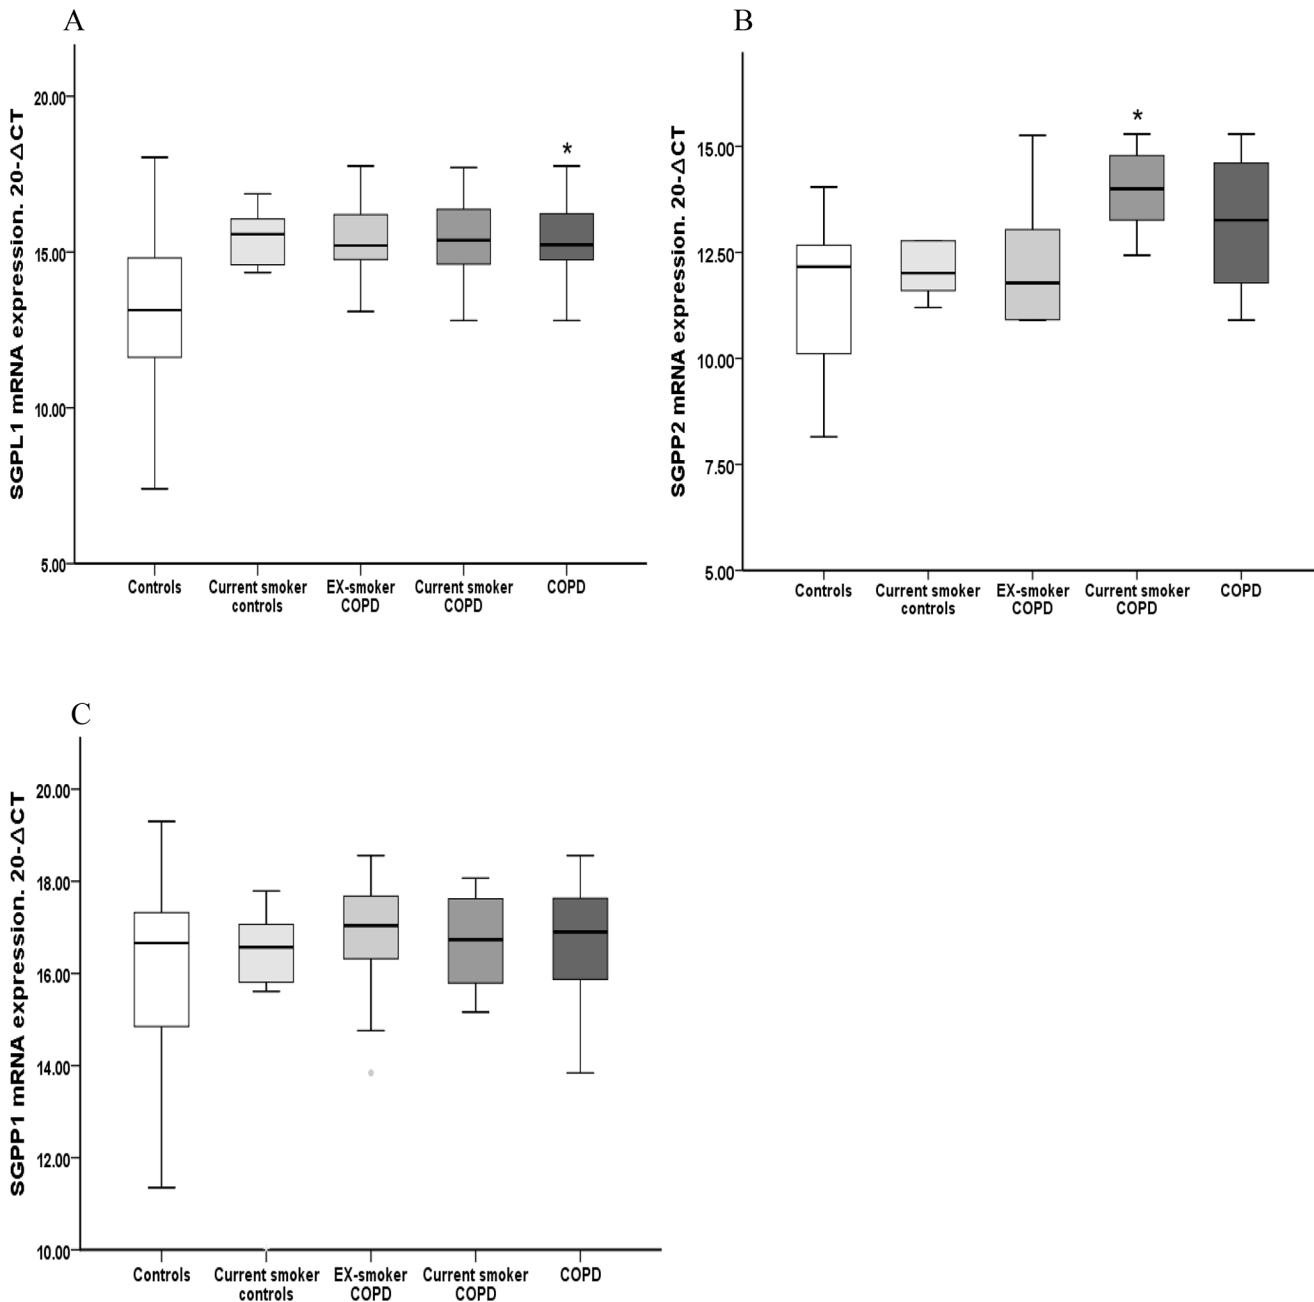 A
SGPL1 mRNA expression. 20-ΔCT
20.00
15.00
10.00
5.00
*
Controls
Current smoker
controls
EX-smoker
COPD
Current smoker
COPD
COPD
B
SGPP2 mRNA expression. 20-ΔCT
15.00
12.50
10.00
7.50
5.00
*
Controls
Current smoker
controls
EX-smoker
COPD
Current smoker
COPD
COPD
C
SGPP1 mRNA expression. 20-ΔCT
20.00
18.00
16.00
14.00
12.00
10.00
Controls
Current smoker
controls
EX-smoker
COPD
Current smoker
COPD
COPD